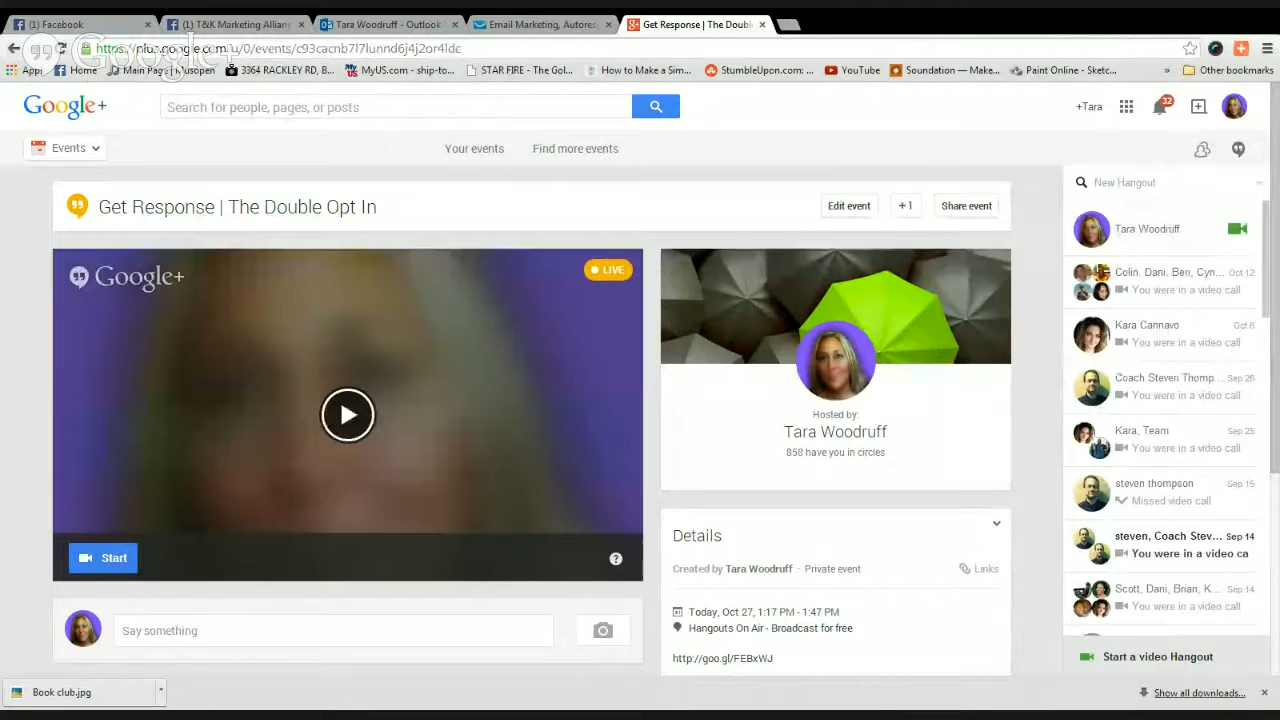 (1) Facebook
(1) T&K Marketing Allianc
Tara Woodruff - Outlook
Email Marketing, Autores
Get Response | The Doubl
https://plus.google.com/u/0/events/c93cacnb7l7lunnd6j4j2or4ldc
Google+
Apps
Home
Main Page | Musopen
3364 RACKLEY RD, B...
MyUS.com - ship-to...
STAR FIRE - The Gol...
How to Make a Sim...
StumbleUpon.com: ...
YouTube
Soundation — Make...
Paint Online - Sketc...
»
Other bookmarks
Google+
Search for people, pages, or posts
+Tara
32
Events
Your events
Find more events
New Hangout
Get Response | The Double Opt In
Edit event
+1
Share event
Google+
LIVE
Start
?
Say something
Hosted by:
Tara Woodruff
858 have you in circles
Details
Created by Tara Woodruff · Private event
Links
Today, Oct 27, 1:17 PM - 1:47 PM
Hangouts On Air - Broadcast for free
http://goo.gl/FEBxWJ
Tara Woodruff
Colin, Dani, Ben, Cyn... Oct 12
You were in a video call
Kara Cannavo Oct 6
You were in a video call
Coach Steven Thomp... Sep 26
You were in a video call
Kara, Team Sep 25
You were in a video call
steven thompson Sep 15
Missed video call
steven, Coach Stev... Sep 14
You were in a video ca
Scott, Dani, Brian, K... Sep 14
You were in a video call
Start a video Hangout
Book club.jpg
Show all downloads...